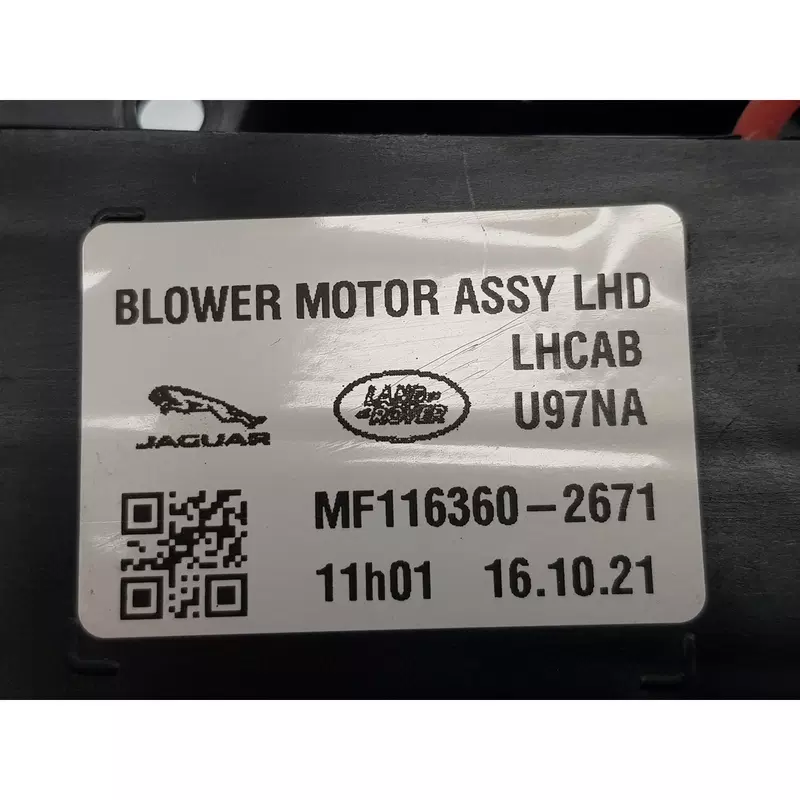 BLOWER MOTOR ASSY LHD
LHCAB
JAGUAR
LAND ROVER
U97NA
MF116360-2671
11h01 16.10.21